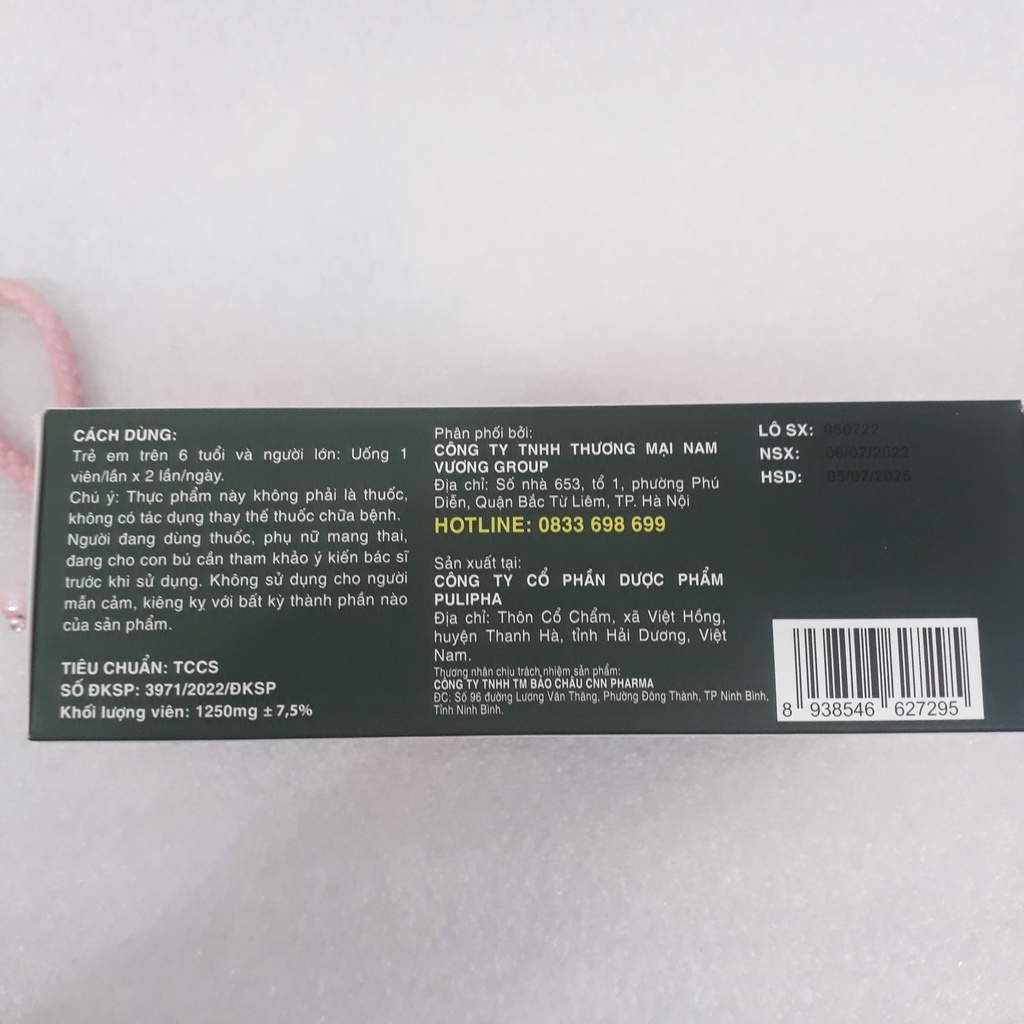 CÁCH DÙNG:
Trẻ em trên 6 tuổi và người lớn: Uống 1
viên/lần x 2 lần/ngày.
Chú ý: Thực phẩm này không phải là thuốc,
không có tác dụng thay thế thuốc chữa bệnh.
Người đang dùng thuốc, phụ nữ mang thai,
đang cho con bú cần tham khảo ý kiến bác sĩ
trước khi sử dụng. Không sử dụng cho người
mẫn cảm, kiêng kỵ với bất kỳ thành phần nào
của sản phẩm.
TIÊU CHUẨN: TCCS
SỐ ĐKSP: 3971/2022/ĐKSP
Khối lượng viên: 1250mg ± 7,5%
Phân phối bởi:
CÔNG TY TNHH THƯƠNG MẠI NAM
VƯƠNG GROUP
Địa chỉ: Số nhà 653, tổ 1, phường Phú
Diễn, Quận Bắc Từ Liêm, TP. Hà Nội
HOTLINE: 0833 698 699
Sản xuất tại:
CÔNG TY CỔ PHẦN DƯỢC PHẨM
PULIPHA
Địa chỉ: Thôn Cổ Chẩm, xã Việt Hồng,
huyện Thanh Hà, tỉnh Hải Dương, Việt
Nam.
Thương nhân chịu trách nhiệm sản phẩm:
CÔNG TY TNHH TM BẢO CHÂU CNN PHARMA
ĐC: Số 96 đường Lương Văn Thăng, Phường Đông Thành, TP Ninh Bình,
Tỉnh Ninh Bình.
LÔ SX: 050722
NSX: 06/07/2022
HSD: 05/07/2025
8 938546 627295